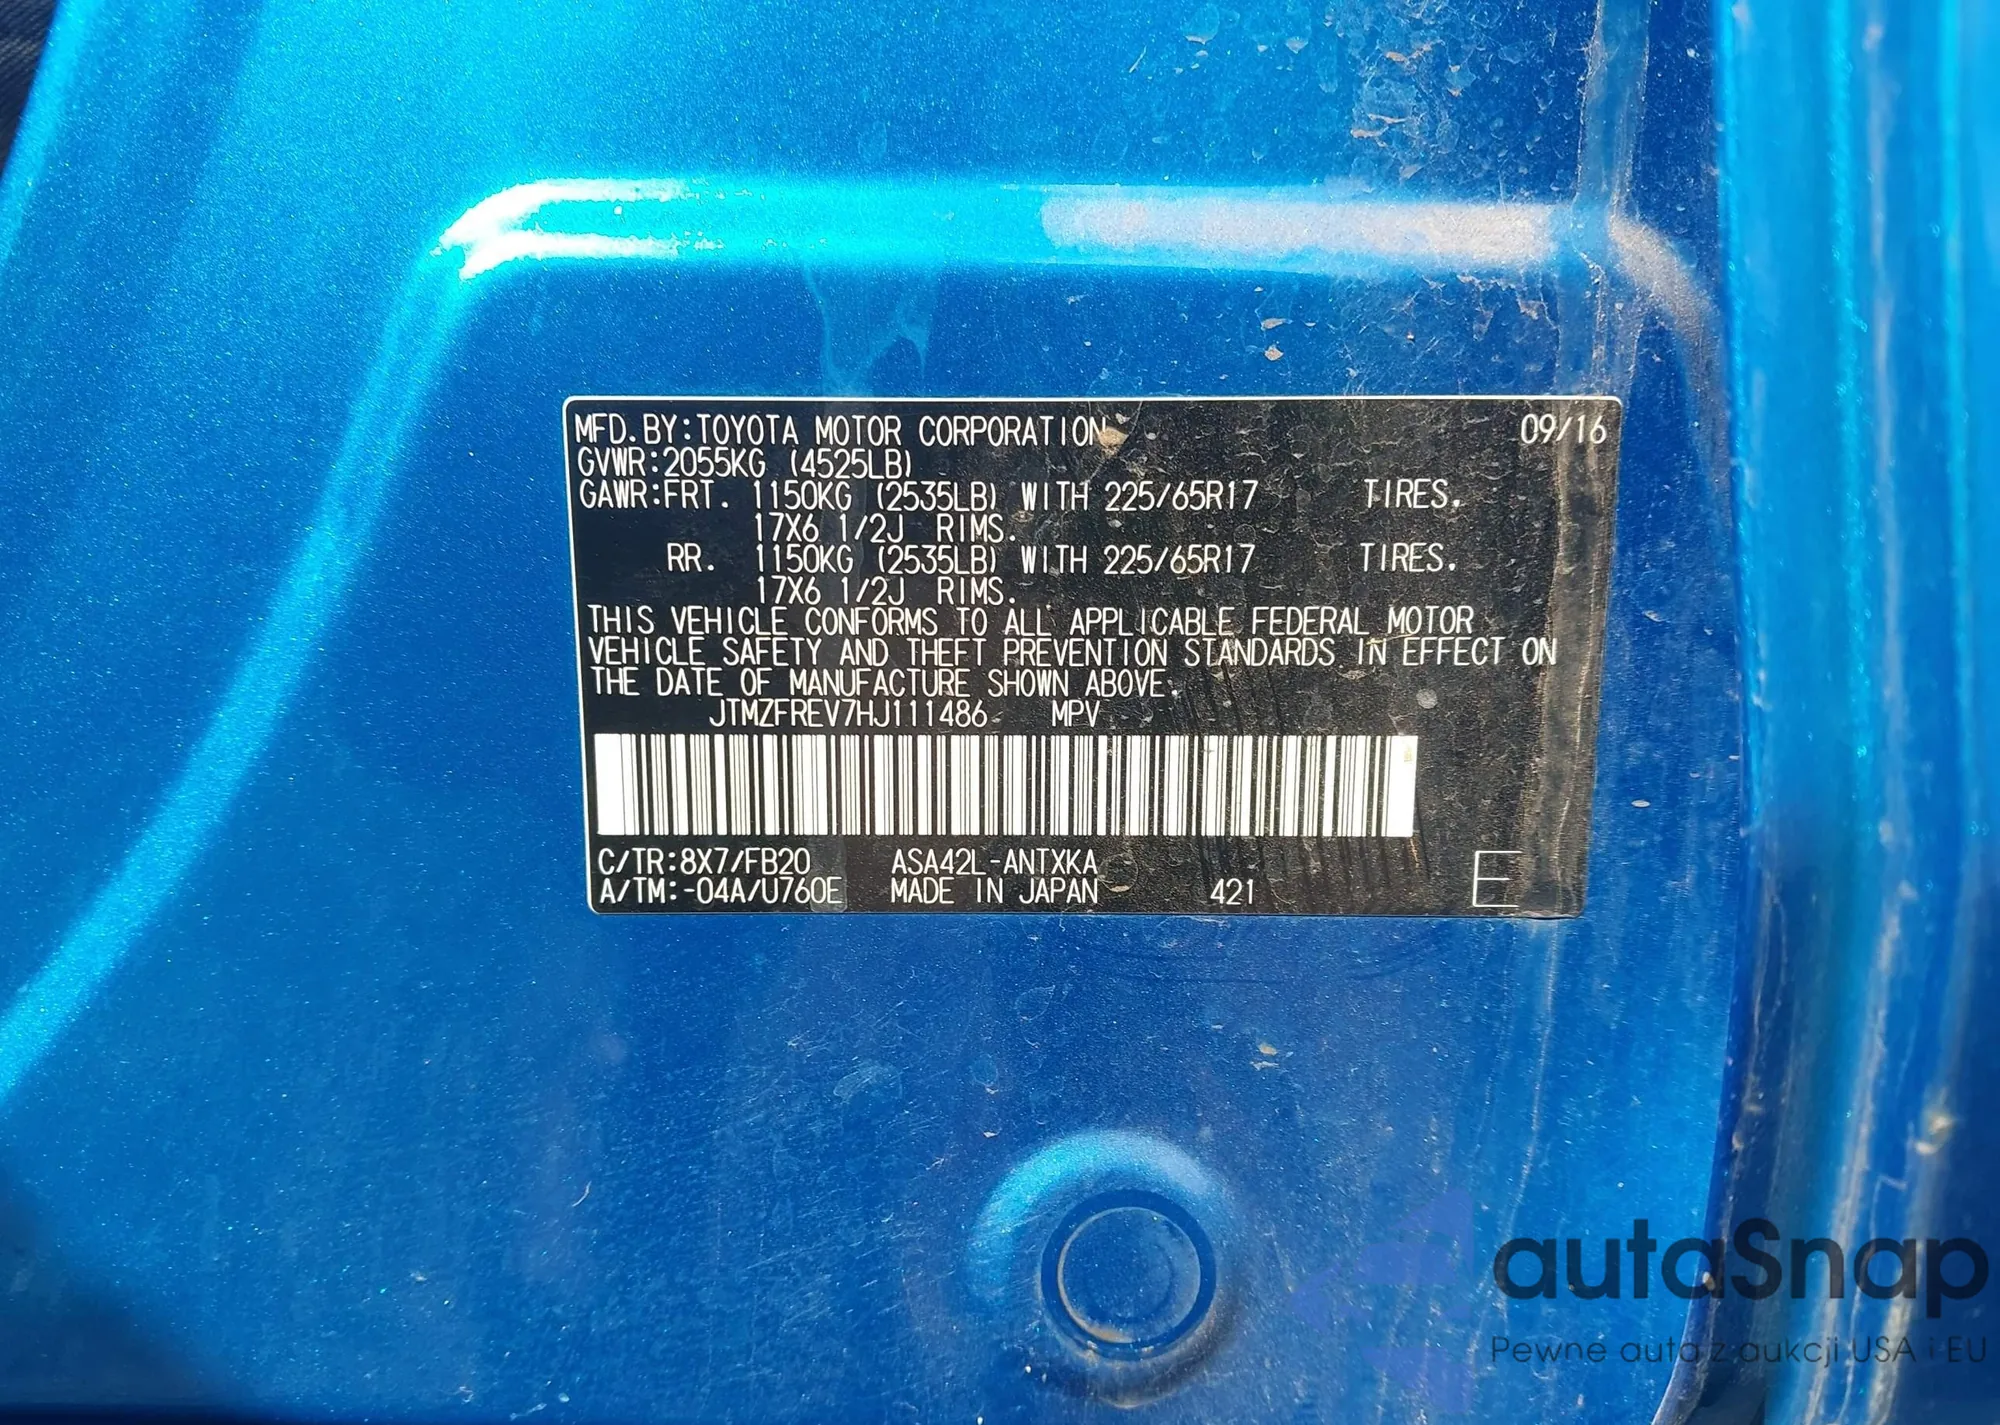 MFD.BY:TOYOTA MOTOR CORPORATION 09/16
GVWR:2055KG (4525LB)
GAWR:FRT. 1150KG (2535LB) WITH 225/65R17 TIRES.
17X6 1/2J RIMS.
RR. 1150KG (2535LB) WITH 225/65R17 TIRES.
17X6 1/2J RIMS.
THIS VEHICLE CONFORMS TO ALL APPLICABLE FEDERAL MOTOR
VEHICLE SAFETY AND THEFT PREVENTION STANDARDS IN EFFECT ON
THE DATE OF MANUFACTURE SHOWN ABOVE.
JTMZFREV7HJ111486 MPV
C/TR:8X7/FB20 ASA42L-ANTXKA
A/TM:-04A/U760E MADE IN JAPAN 421 E
autaSnap
Pewne auta z aukcji USA i EU